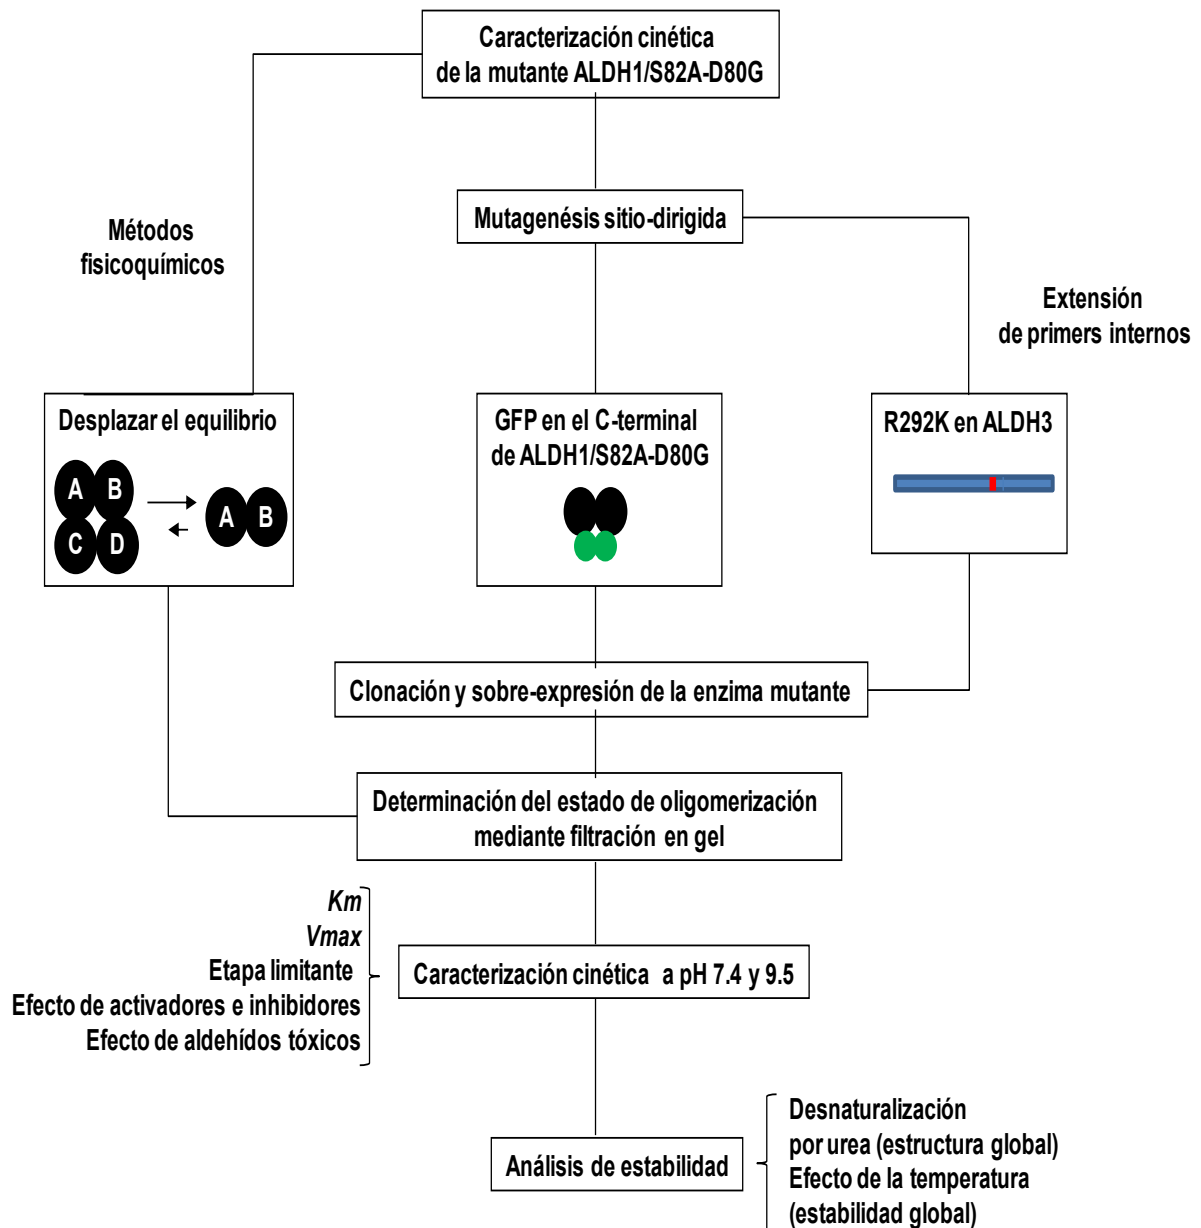 Caracterización cinética
de la mutante ALDH1/S82A-D80G
Mutagenésis sitio-dirigida
Métodos
fisicoquímicos
Extensión
de primers internos
Desplazar el equilibrio
A B
C D
A B
GFP en el C-terminal
de ALDH1/S82A-D80G
R292K en ALDH3
Clonación y sobre-expresión de la enzima mutante
Determinación del estado de oligomerización
mediante filtración en gel
Km
Vmax
Etapa limitante
Efecto de activadores e inhibidores
Efecto de aldehídos tóxicos
Caracterización cinética a pH 7.4 y 9.5
Análisis de estabilidad
Desnaturalización
por urea (estructura global)
Efecto de la temperatura
(estabilidad global)